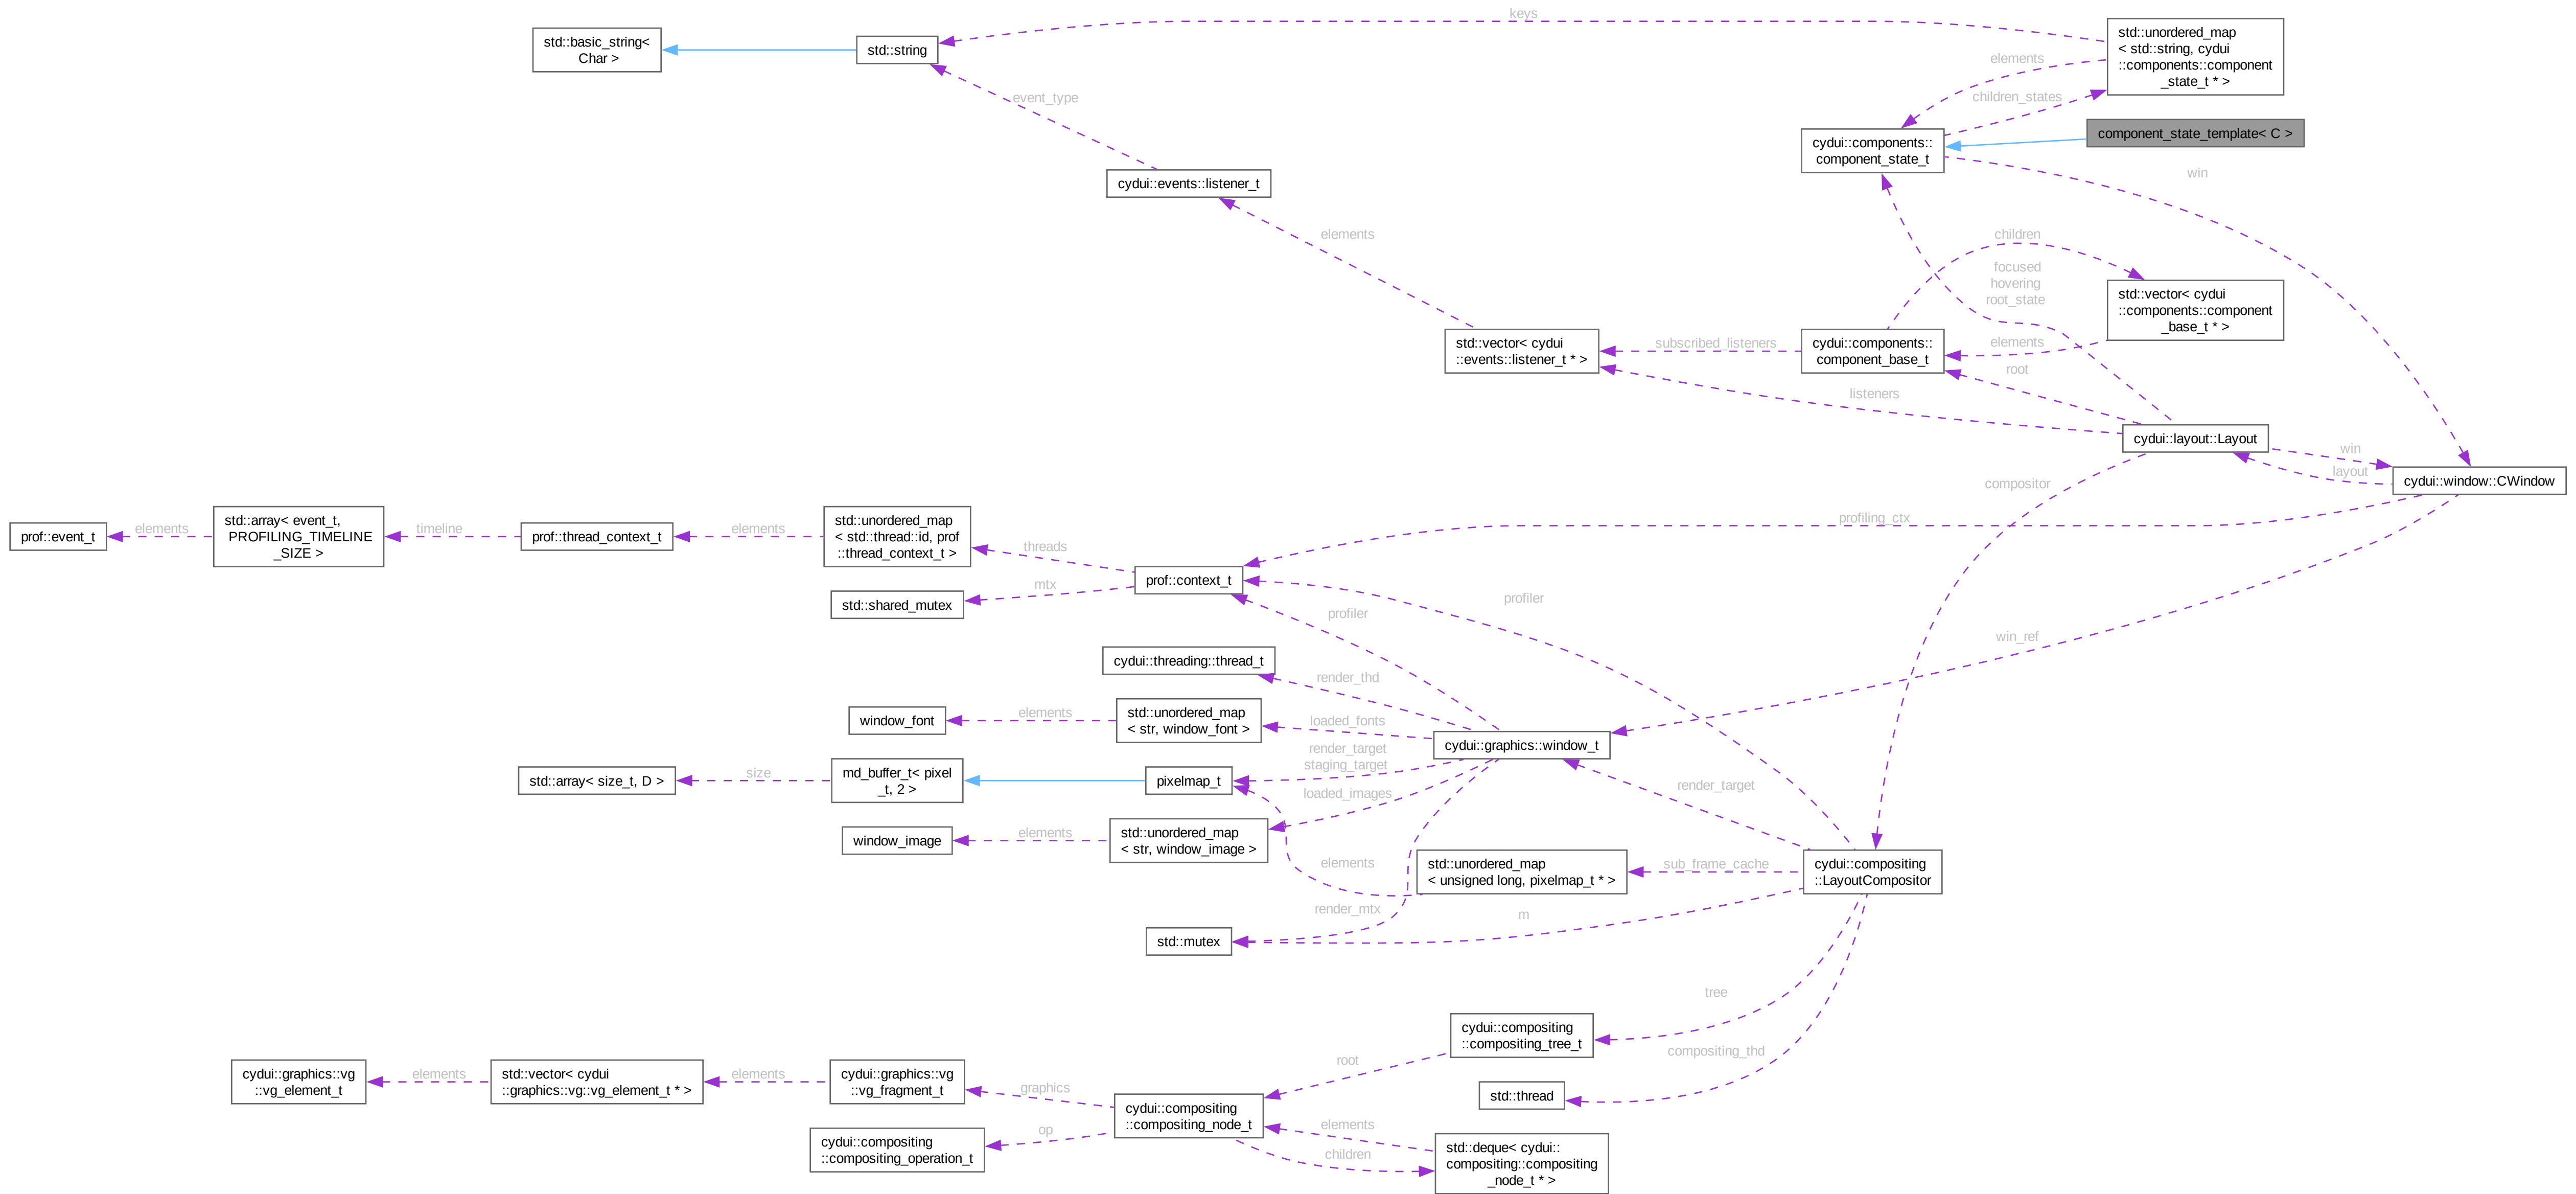 keys
std::basic_string<
Char >
std::string
std::unordered_map
< std::string, cydui
::components::component
_state_t * >
elements
event_type
children_states
component_state_template< C >
cydui::components::
component_state_t
win
cydui::events::listener_t
elements
children
focused
hovering
root_state
std::vector< cydui
::components::component
_base_t * >
std::vector< cydui
::events::listener_t * >
subscribed_listeners
cydui::components::
component_base_t
elements
root
listeners
cydui::layout::Layout
win
layout
cydui::window::CWindow
compositor
profiling_ctx
prof::event_t
elements
std::array< event_t,
PROFILING_TIMELINE
_SIZE >
timeline
prof::thread_context_t
elements
std::unordered_map
< std::thread::id, prof
::thread_context_t >
threads
mtx
prof::context_t
std::shared_mutex
profiler
profiler
win_ref
cydui::threading::thread_t
render_thd
window_font
elements
std::unordered_map
< str, window_font >
loaded_fonts
cydui::graphics::window_t
render_target
staging_target
std::array< size_t, D >
size
md_buffer_t< pixel
_t, 2 >
pixelmap_t
loaded_images
render_target
window_image
elements
std::unordered_map
< str, window_image >
elements
std::unordered_map
< unsigned long, pixelmap_t * >
sub_frame_cache
cydui::compositing
::LayoutCompositor
render_mtx
m
std::mutex
tree
cydui::compositing
::compositing_tree_t
compositing_thd
root
std::thread
cydui::graphics::vg
::vg_element_t
elements
std::vector< cydui
::graphics::vg::vg_element_t * >
elements
cydui::graphics::vg
::vg_fragment_t
graphics
cydui::compositing
::compositing_node_t
op
cydui::compositing
::compositing_operation_t
elements
children
std::deque< cydui::
compositing::compositing
_node_t * >